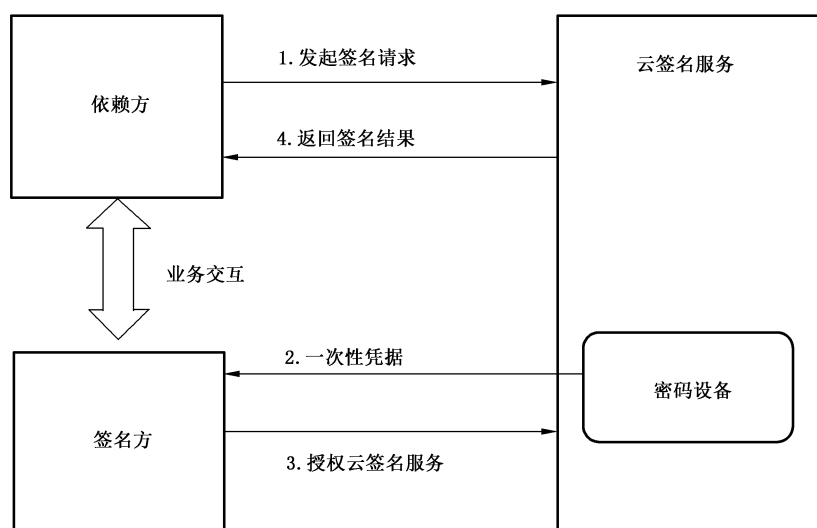 1.发起签名请求
云签名服务
依赖方
4.返回签名结果
业务交互
2.一次性凭据
密码设备
签名方
3.授权云签名服务